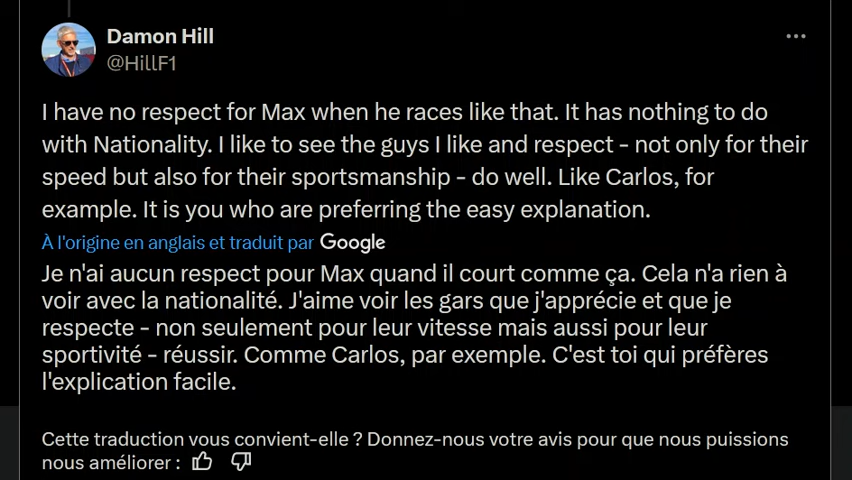 Damon Hill
@HillF1
I have no respect for Max when he races like that. It has nothing to do
with Nationality. I like to see the guys I like and respect - not only for their
speed but also for their sportsmanship - do well. Like Carlos, for
example. It is you who are preferring the easy explanation.
À l'origine en anglais et traduit par Google
Je n'ai aucun respect pour Max quand il court comme ça. Cela n'a rien à
voir avec la nationalité. J'aime voir les gars que j'apprécie et que je
respecte - non seulement pour leur vitesse mais aussi pour leur
sportivité - réussir. Comme Carlos, par exemple. C'est toi qui préfères
l'explication facile.
Cette traduction vous convient-elle ? Donnez-nous votre avis pour que nous puissions
nous améliorer :